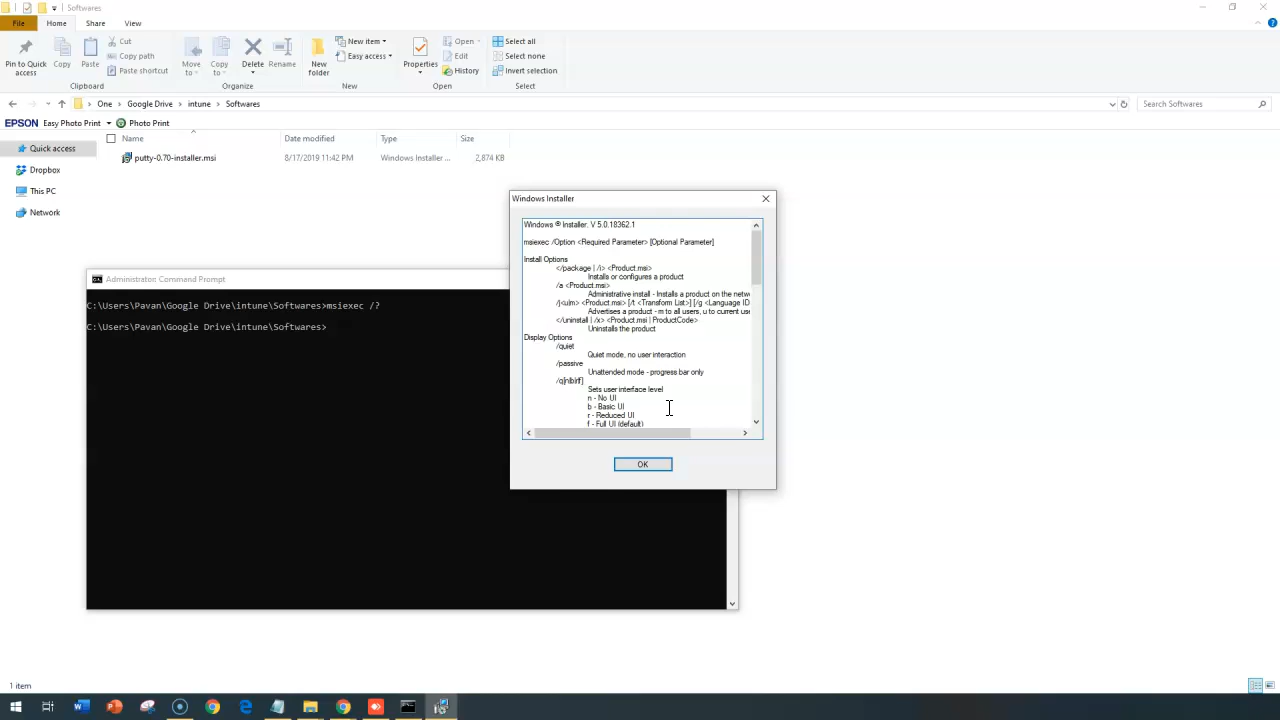 Softwares
File
Home
Share
View
Pin to Quick access
Copy
Paste
Cut
Copy path
Paste shortcut
Clipboard
Move to
Copy to
Delete
Rename
Organize
New folder
New item
Easy access
New
Properties
Open
Edit
History
Open
Select all
Select none
Invert selection
Select
One
Google Drive
intune
Softwares
Search Softwares
EPSON Easy Photo Print
Photo Print
Name
Date modified
Type
Size
Quick access
Dropbox
This PC
Network
putty-0.70-installer.msi
8/17/2019 11:42 PM
Windows Installer ...
2,874 KB
Administrator: Command Prompt
C:\Users\Pavan\Google Drive\intune\Softwares>msiexec /?
C:\Users\Pavan\Google Drive\intune\Softwares>
Windows Installer
Windows ® Installer. V 5.0.18362.1
msiexec /Option <Required Parameter> [Optional Parameter]
Install Options
</package | /i> <Product.msi>
Installs or configures a product
/a <Product.msi>
Administrative install - Installs a product on the netw
/j<u|m> <Product.msi> [/t <Transform List>] [/g <Language ID
Advertises a product - m to all users, u to current use
</uninstall | /x> <Product.msi | ProductCode>
Uninstalls the product
Display Options
/quiet
Quiet mode, no user interaction
/passive
Unattended mode - progress bar only
/q[n|b|r|f]
Sets user interface level
n - No UI
b - Basic UI
r - Reduced UI
f - Full UI (default)
OK
1 item